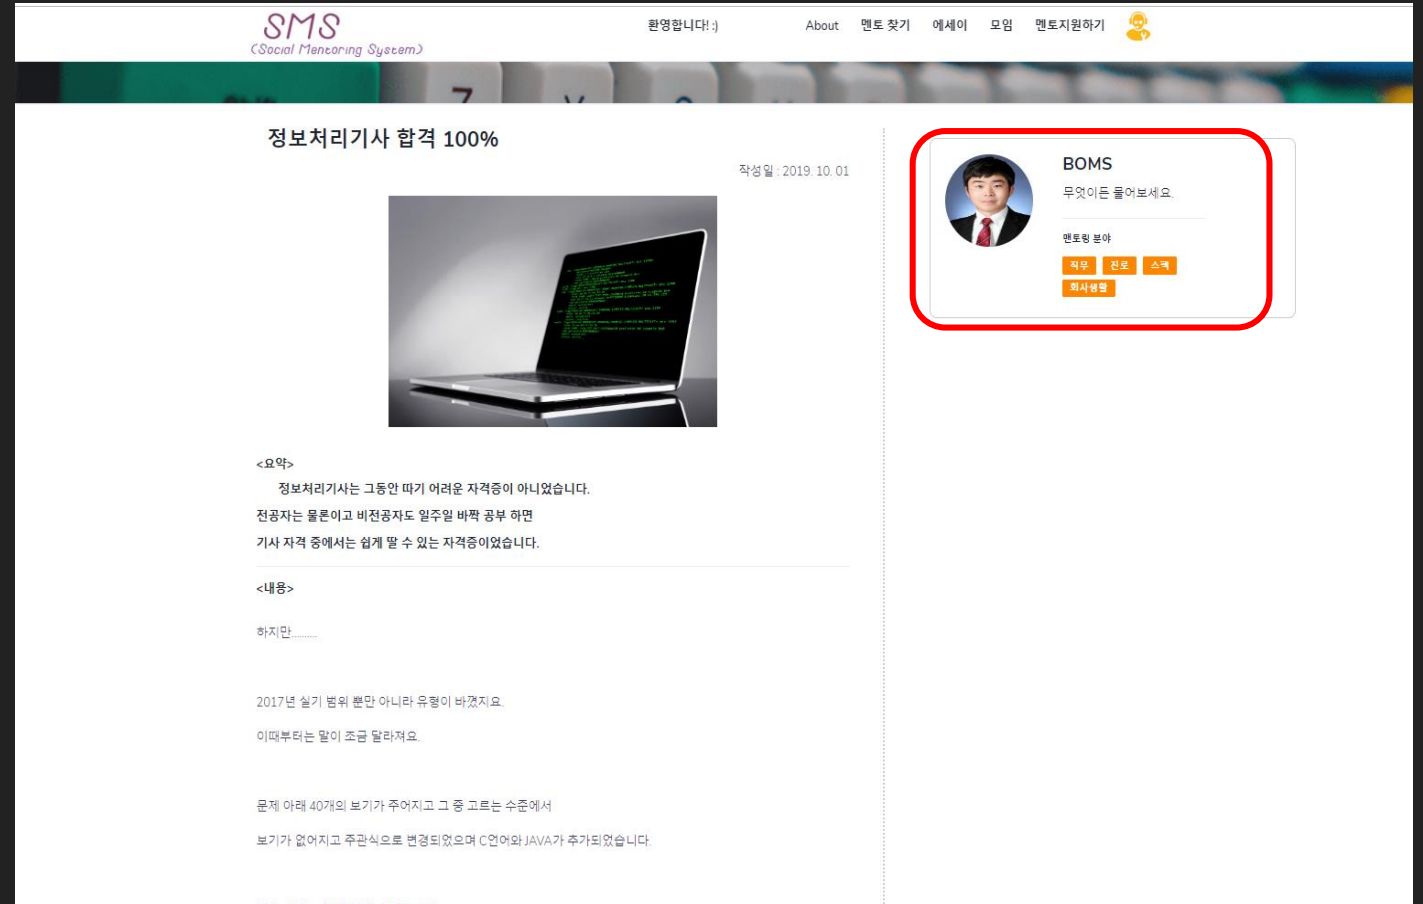 SMS
(Social Mentoring System)
환영합니다! :)
About 멘토 찾기 에세이 모임 멘토지원하기
정보처리기사 합격 100%
작성일 : 2019. 10. 01
<요약>
정보처리기사는 그동안 따기 어려운 자격증이 아니었습니다.
전공자는 물론이고 비전공자도 일주일 바짝 공부 하면
기사 자격 중에서는 쉽게 딸 수 있는 자격증이었습니다.
<내용>
하지만..........
2017년 실기 범위 뿐만 아니라 유형이 바꼈지요.
이때부터는 말이 조금 달라져요.
문제 아래 40개의 보기가 주어지고 그 중 고르는 수준에서
보기가 없어지고 주관식으로 변경되었으며 C언어와 JAVA가 추가되었습니다.
BOMS
무엇이든 물어보세요.
맨토링 분야
직무 진로 스펙
회사생활